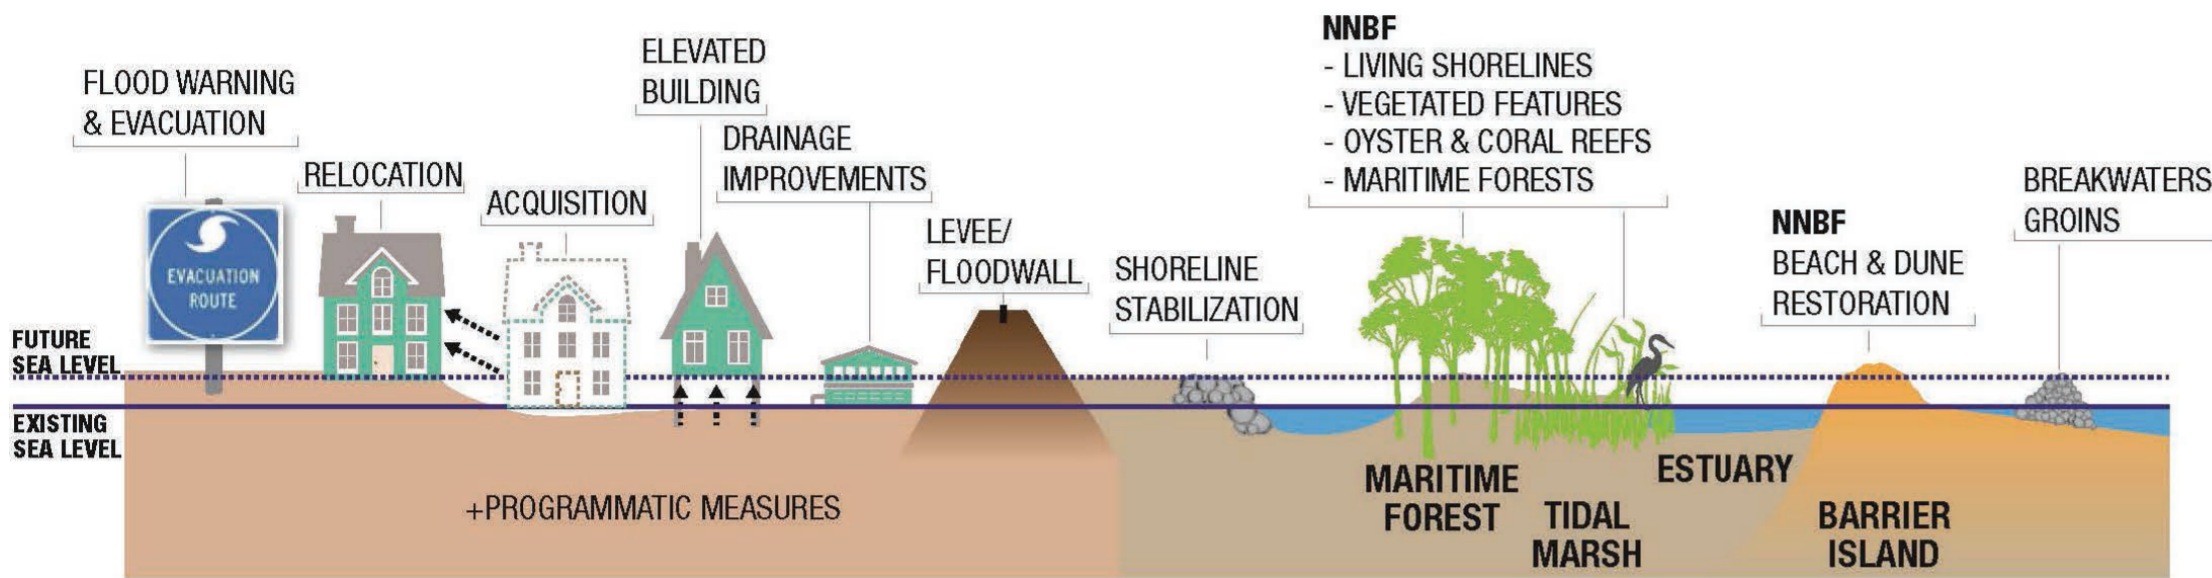 FLOOD WARNING
& EVACUATION
EVACUATION
ROUTE
RELOCATION
ACQUISITION
ELEVATED
BUILDING
DRAINAGE
IMPROVEMENTS
LEVEE/
FLOODWALL
SHORELINE
STABILIZATION
NNBF
- LIVING SHORELINES
- VEGETATED FEATURES
- OYSTER & CORAL REEFS
- MARITIME FORESTS
NNBF
BEACH & DUNE
RESTORATION
BREAKWATERS
GROINS
FUTURE
SEA LEVEL
EXISTING
SEA LEVEL
+PROGRAMMATIC MEASURES
MARITIME
FOREST
TIDAL
MARSH
ESTUARY
BARRIER
ISLAND